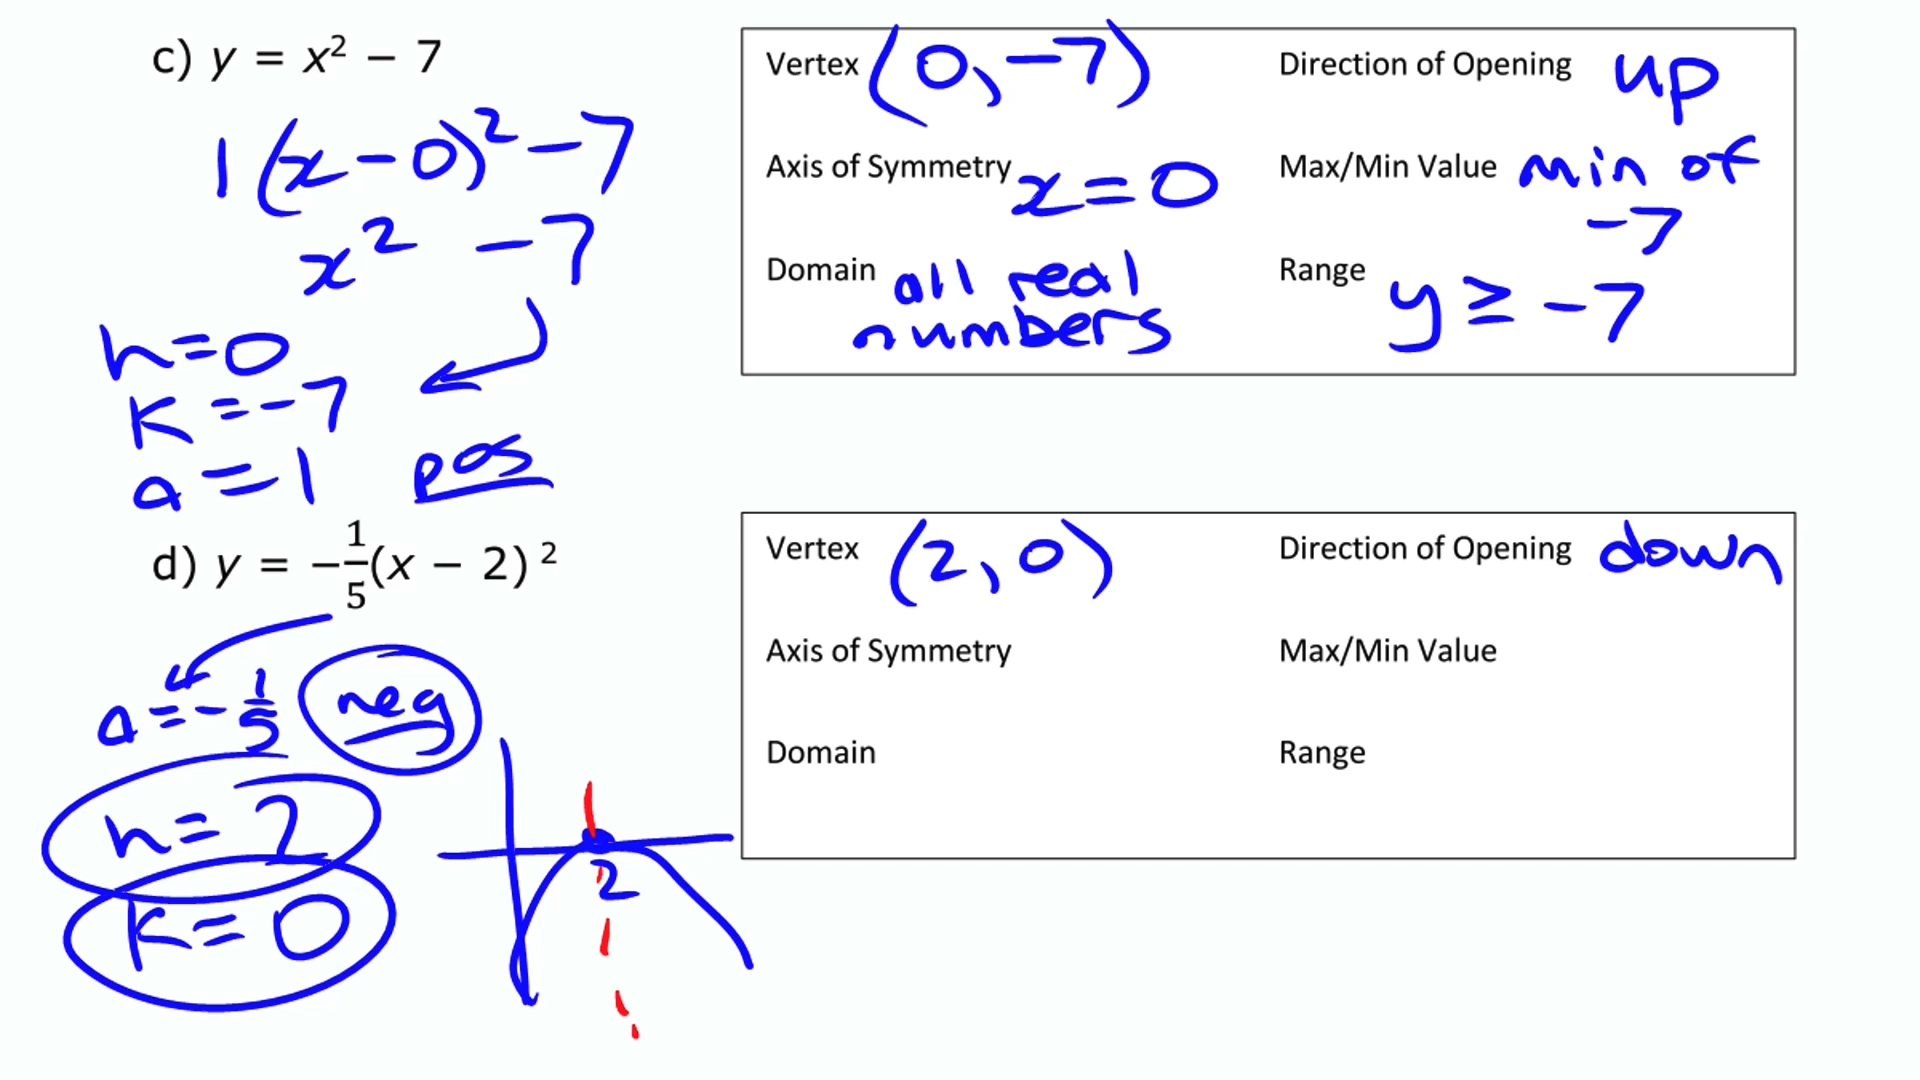 c) y = x² − 7
1(x−0)²−7
x² −7
h=0
K=−7
a=1 pos
Vertex (0,−7)
Direction of Opening up
Axis of Symmetry x=0
Max/Min Value min of
−7
Domain all real
numbers
Range y≥−7
d) y = −1/5(x − 2)²
a=−1/5 neg
h=2
K=0
2
Vertex (2,0)
Direction of Opening down
Axis of Symmetry
Max/Min Value
Domain
Range